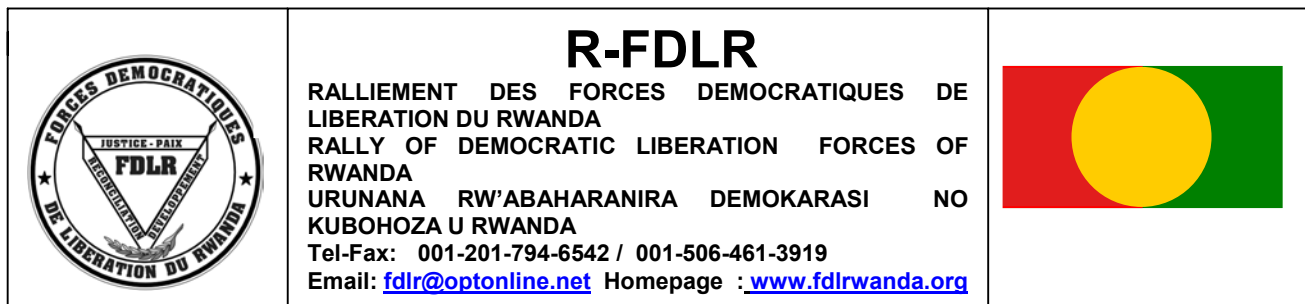 FORCES DEMOCRATIQUES
DE LIBERATION DU RWANDA
JUSTICE - PAIX
FDLR
RECONCILIATION
DEVELOPPEMENT
R-FDLR
RALLIEMENT DES FORCES DEMOCRATIQUES DE
LIBERATION DU RWANDA
RALLY OF DEMOCRATIC LIBERATION FORCES OF
RWANDA
URUNANA RW’ABAHARANIRA DEMOKARASI NO
KUBOHOZA U RWANDA
Tel-Fax: 001-201-794-6542 / 001-506-461-3919
Email: fdlr@optonline.net Homepage : www.fdlrwanda.org